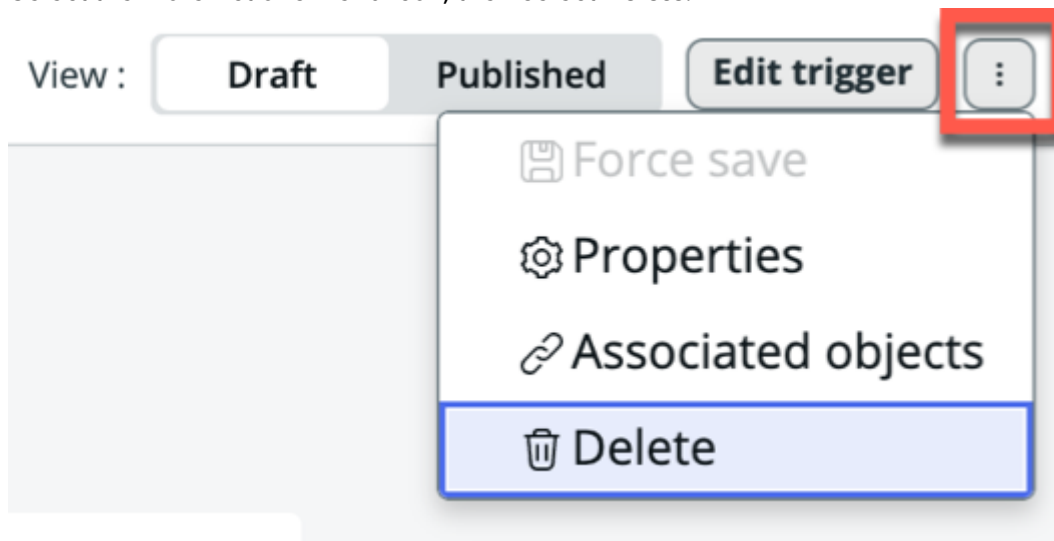 View : Draft Published Edit trigger
Force save
Properties
Associated objects
Delete